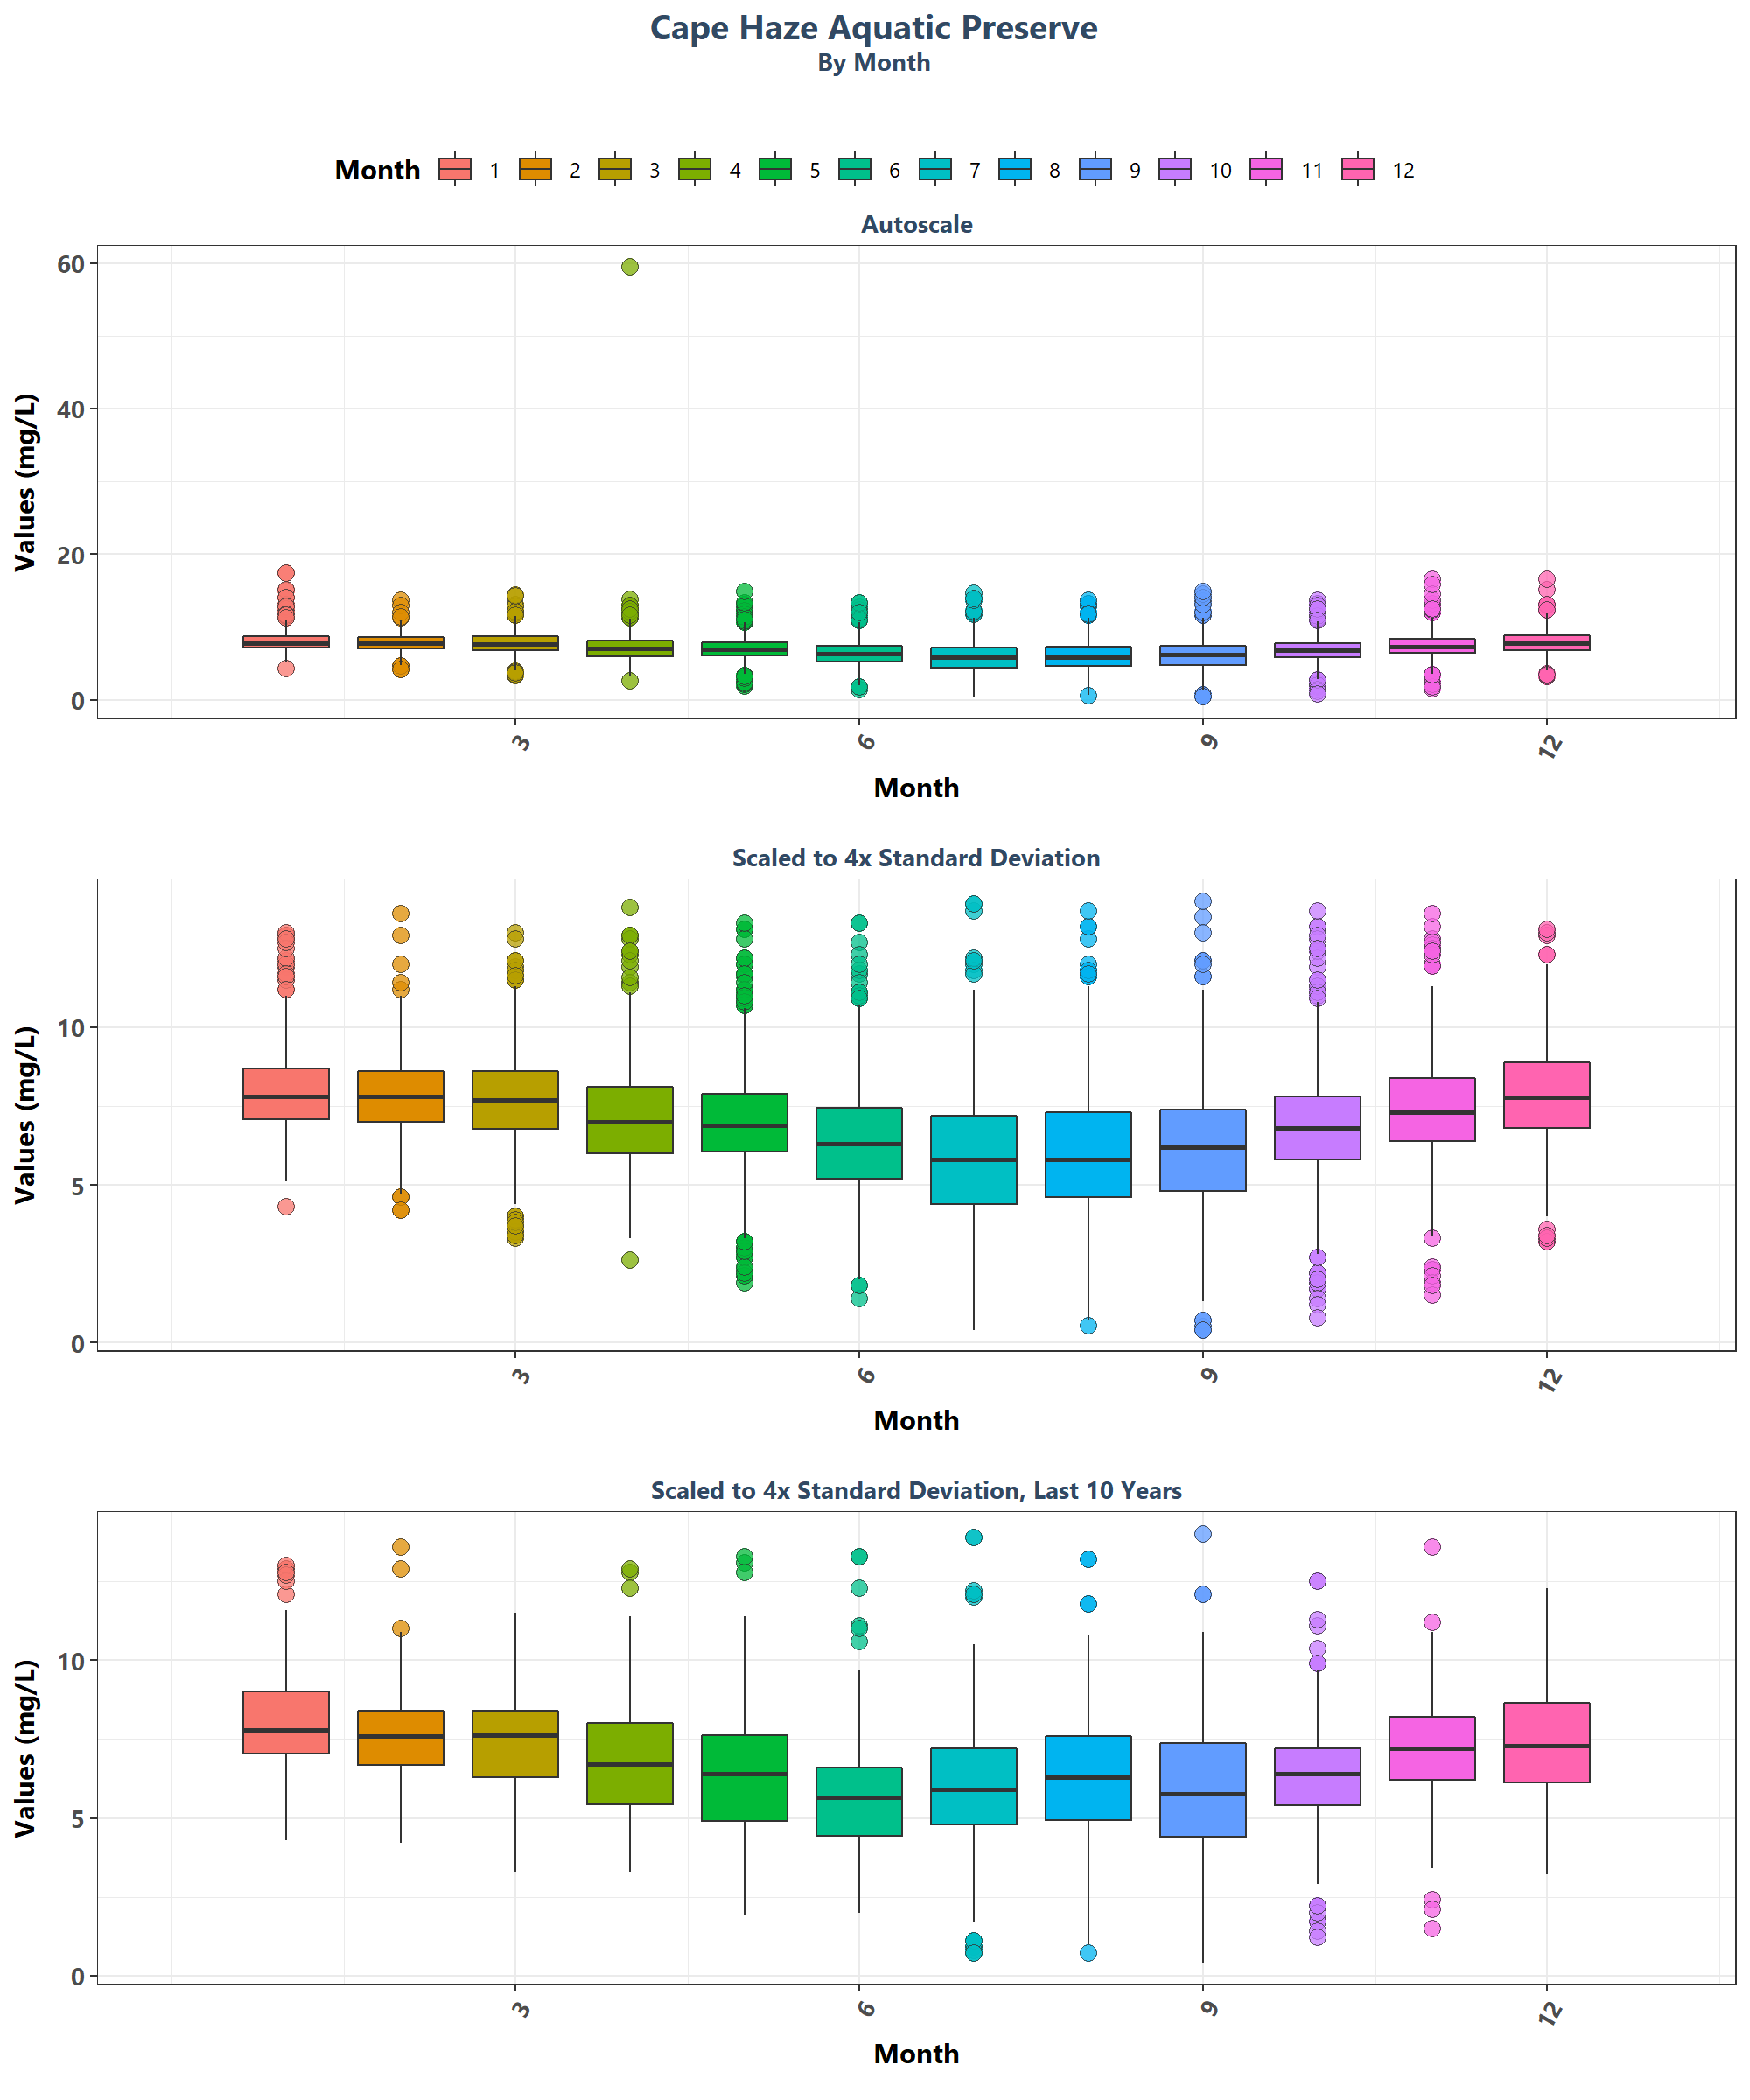 Cape Haze Aquatic Preserve
By Month
Month 1 2 3 4 5 6 7 8 9 10 11 12
Autoscale
Values (mg/L)
60
40
20
0
3 6 9 12
Month
Scaled to 4x Standard Deviation
Values (mg/L)
10
5
0
3 6 9 12
Month
Scaled to 4x Standard Deviation, Last 10 Years
Values (mg/L)
10
5
0
3 6 9 12
Month